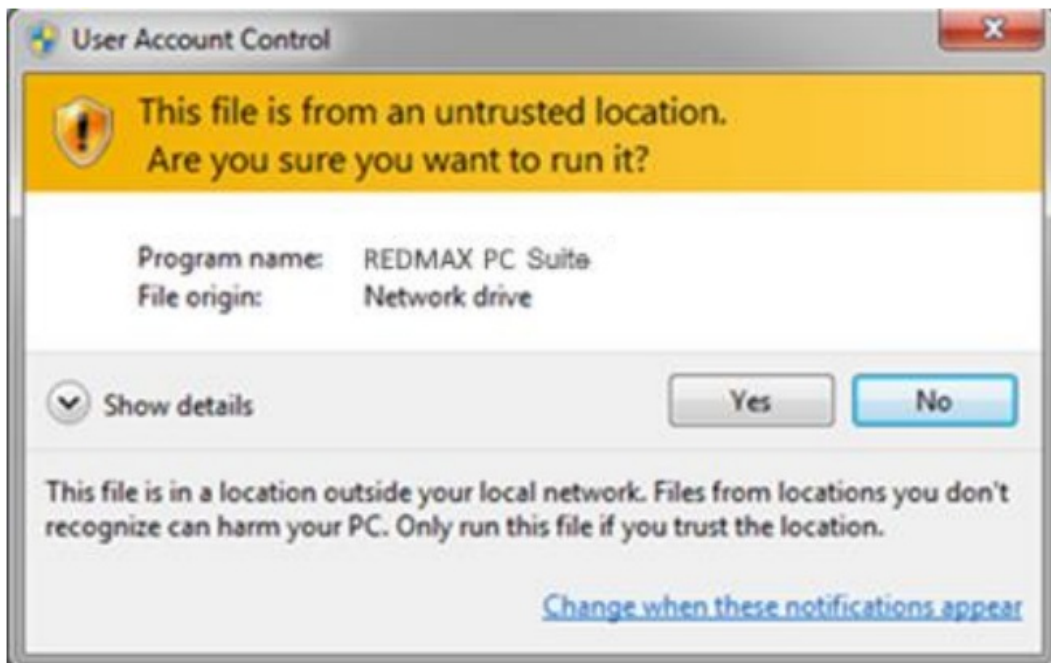 User Account Control
This file is from an untrusted location.
Are you sure you want to run it?
Program name: REDMAX PC Suite
File origin: Network drive
Show details
Yes
No
This file is in a location outside your local network. Files from locations you don't
recognize can harm your PC. Only run this file if you trust the location.
Change when these notifications appear